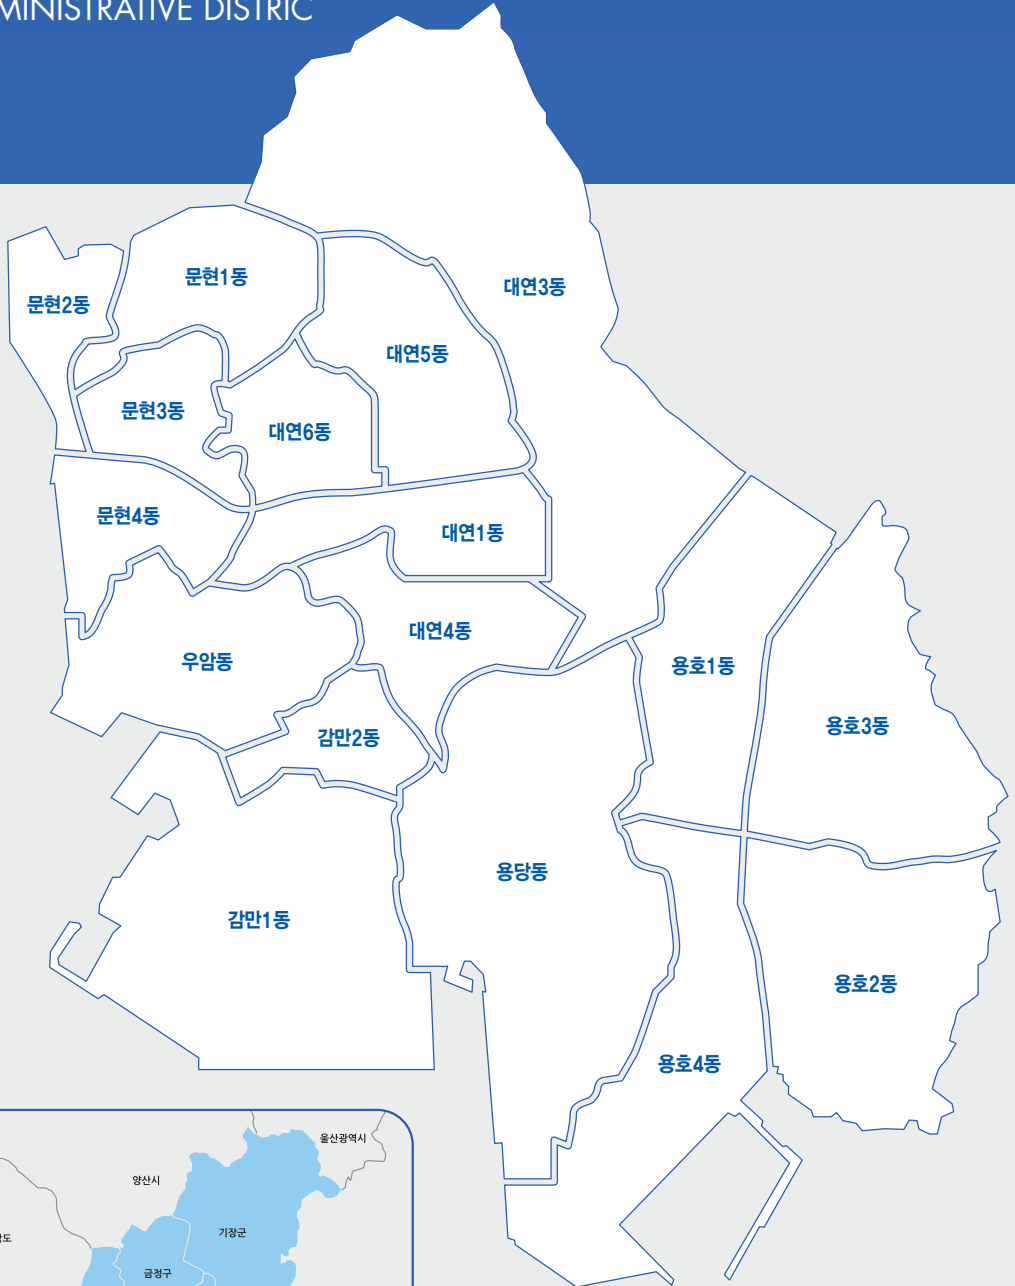 MINISTRATIVE DISTRIC
대연3동
문현1동
문현2동
대연5동
문현3동
대연6동
문현4동
대연1동
대연4동
우암동
용호1동
용호3동
감만2동
용당동
감만1동
용호2동
용호4동
울산광역시
양산시
기장군
금정구